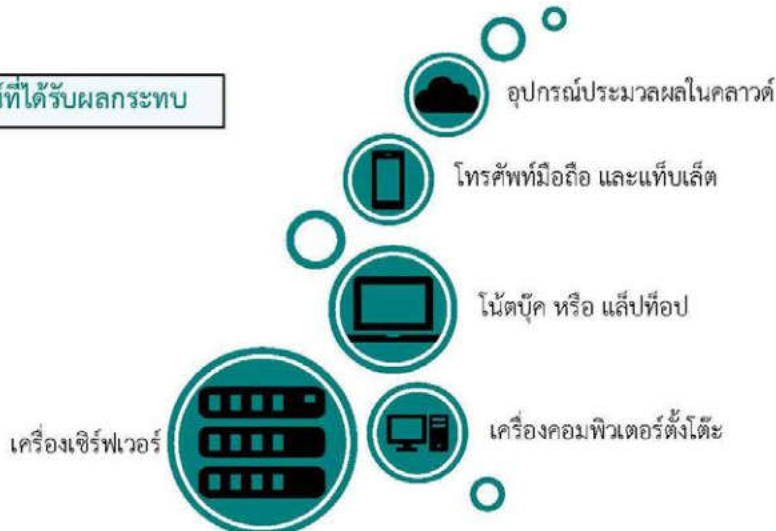 ที่ได้รับผลกระทบ
อุปกรณ์ประมวลผลในคลาวด์
โทรศัพท์มือถือ และแท็บเล็ต
โน้ตบุ๊ค หรือ แล็ปท็อป
เครื่องคอมพิวเตอร์ตั้งโต๊ะ
เครื่องเซิร์ฟเวอร์